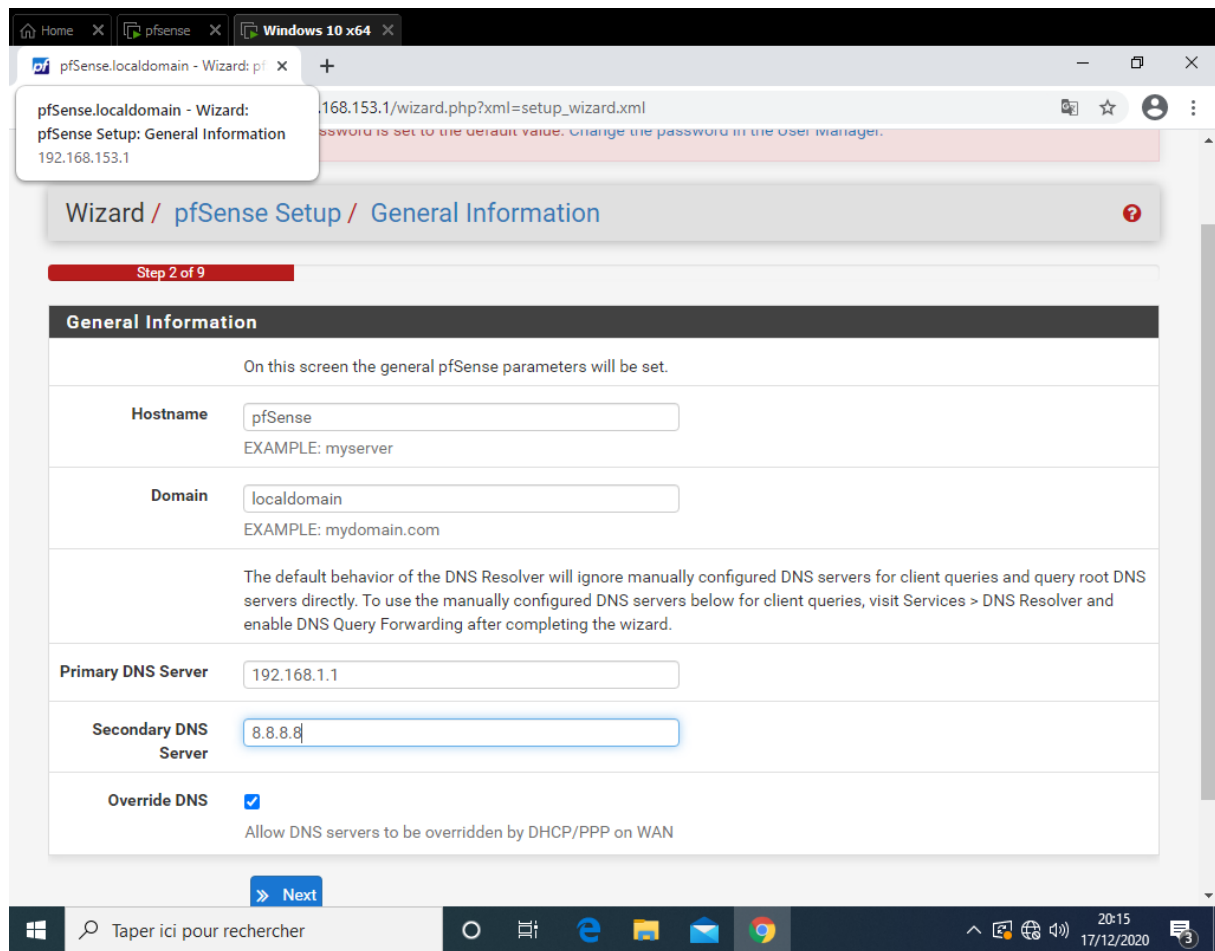 Home
pfsense
Windows 10 x64
pfSense.localdomain - Wizard: pf
pfSense.localdomain - Wizard:
pfSense Setup: General Information
192.168.153.1
.168.153.1/wizard.php?xml=setup_wizard.xml
ssword is set to the default value. Change the password in the User Manager.
Wizard / pfSense Setup / General Information
Step 2 of 9
General Information
On this screen the general pfSense parameters will be set.
Hostname
pfSense
EXAMPLE: myserver
Domain
localdomain
EXAMPLE: mydomain.com
The default behavior of the DNS Resolver will ignore manually configured DNS servers for client queries and query root DNS
servers directly. To use the manually configured DNS servers below for client queries, visit Services > DNS Resolver and
enable DNS Query Forwarding after completing the wizard.
Primary DNS Server
192.168.1.1
Secondary DNS
Server
8.8.8.8
Override DNS
Allow DNS servers to be overridden by DHCP/PPP on WAN
Next
Taper ici pour rechercher
20:15
17/12/2020
3